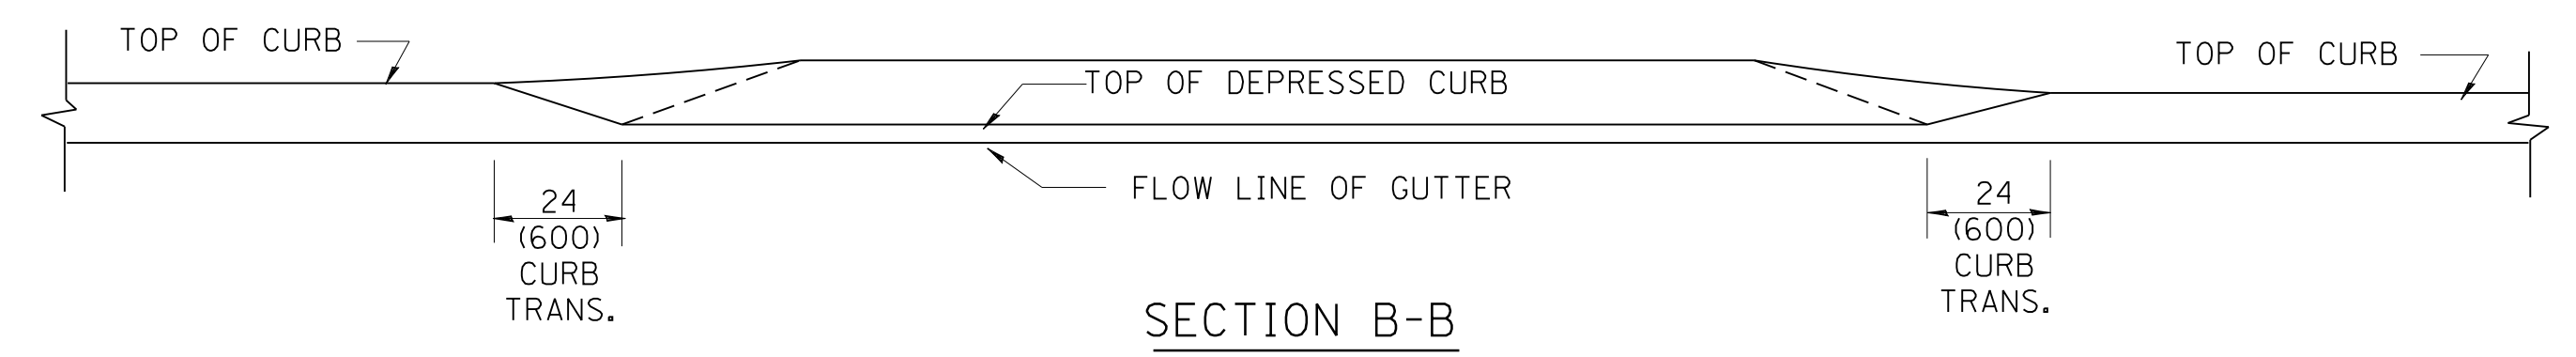 TOP OF CURB
TOP OF CURB
TOP OF DEPRESSED CURB
FLOW LINE OF GUTTER
24
(600)
CURB
TRANS.
24
(600)
CURB
TRANS.
SECTION B-B